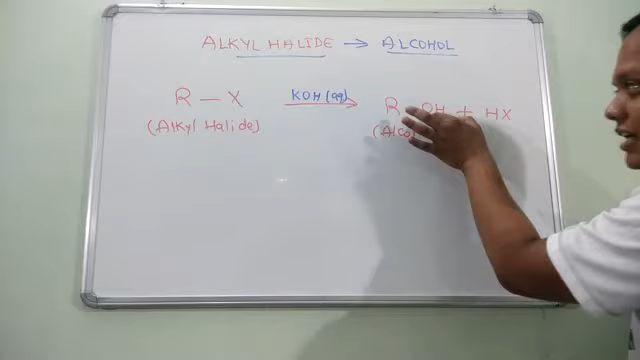 ALKYL HALIDE → ALCOHOL
R — X KOH (aq) R OH + HX
(Alkyl Halide) (Alco